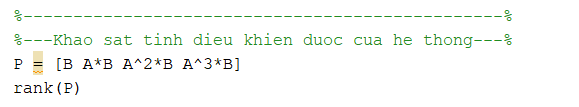 %------------------------------------------------%
%---Khao sat tinh dieu khien duoc cua he thong---%
P = [B A*B A^2*B A^3*B]
rank(P)